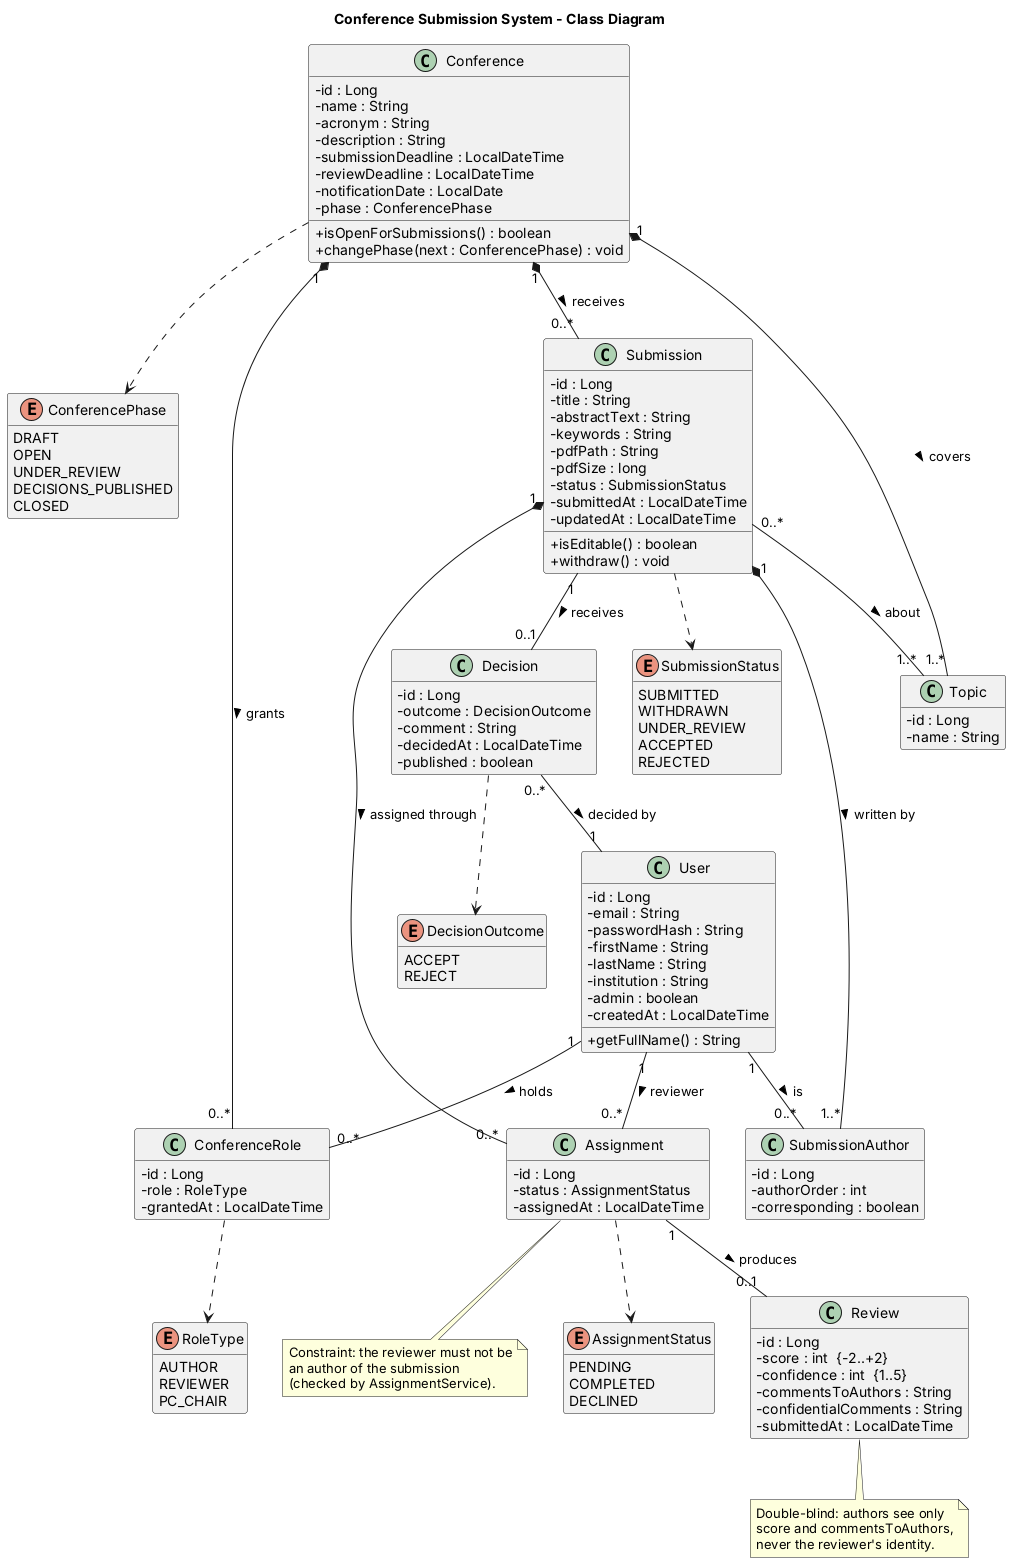 Conference Submission System - Class Diagram
C Conference
-id : Long
-name : String
-acronym : String
-description : String
-submissionDeadline : LocalDateTime
-reviewDeadline : LocalDateTime
-notificationDate : LocalDate
-phase : ConferencePhase
+isOpenForSubmissions() : boolean
+changePhase(next : ConferencePhase) : void
1
1
1
receives
0..*
E ConferencePhase
DRAFT
OPEN
UNDER_REVIEW
DECISIONS_PUBLISHED
CLOSED
C Submission
-id : Long
-title : String
-abstractText : String
-keywords : String
-pdfPath : String
-pdfSize : long
-status : SubmissionStatus
-submittedAt : LocalDateTime
-updatedAt : LocalDateTime
+isEditable() : boolean
+withdraw() : void
covers
1
0..*
1
1
receives
0..1
about
1..*
1..*
C Decision
-id : Long
-outcome : DecisionOutcome
-comment : String
-decidedAt : LocalDateTime
-published : boolean
E SubmissionStatus
SUBMITTED
WITHDRAWN
UNDER_REVIEW
ACCEPTED
REJECTED
C Topic
-id : Long
-name : String
grants
assigned through
0..*
decided by
1
written by
E DecisionOutcome
ACCEPT
REJECT
C User
-id : Long
-email : String
-passwordHash : String
-firstName : String
-lastName : String
-institution : String
-admin : boolean
-createdAt : LocalDateTime
+getFullName() : String
1
1
1
holds
reviewer
is
0..*
0..*
0..*
0..*
0..*
1..*
C ConferenceRole
-id : Long
-role : RoleType
-grantedAt : LocalDateTime
C Assignment
-id : Long
-status : AssignmentStatus
-assignedAt : LocalDateTime
C SubmissionAuthor
-id : Long
-authorOrder : int
-corresponding : boolean
1
produces
0..1
E RoleType
AUTHOR
REVIEWER
PC_CHAIR
Constraint: the reviewer must not be
an author of the submission
(checked by AssignmentService).
E AssignmentStatus
PENDING
COMPLETED
DECLINED
C Review
-id : Long
-score : int {-2..+2}
-confidence : int {1..5}
-commentsToAuthors : String
-confidentialComments : String
-submittedAt : LocalDateTime
Double-blind: authors see only
score and commentsToAuthors,
never the reviewer's identity.